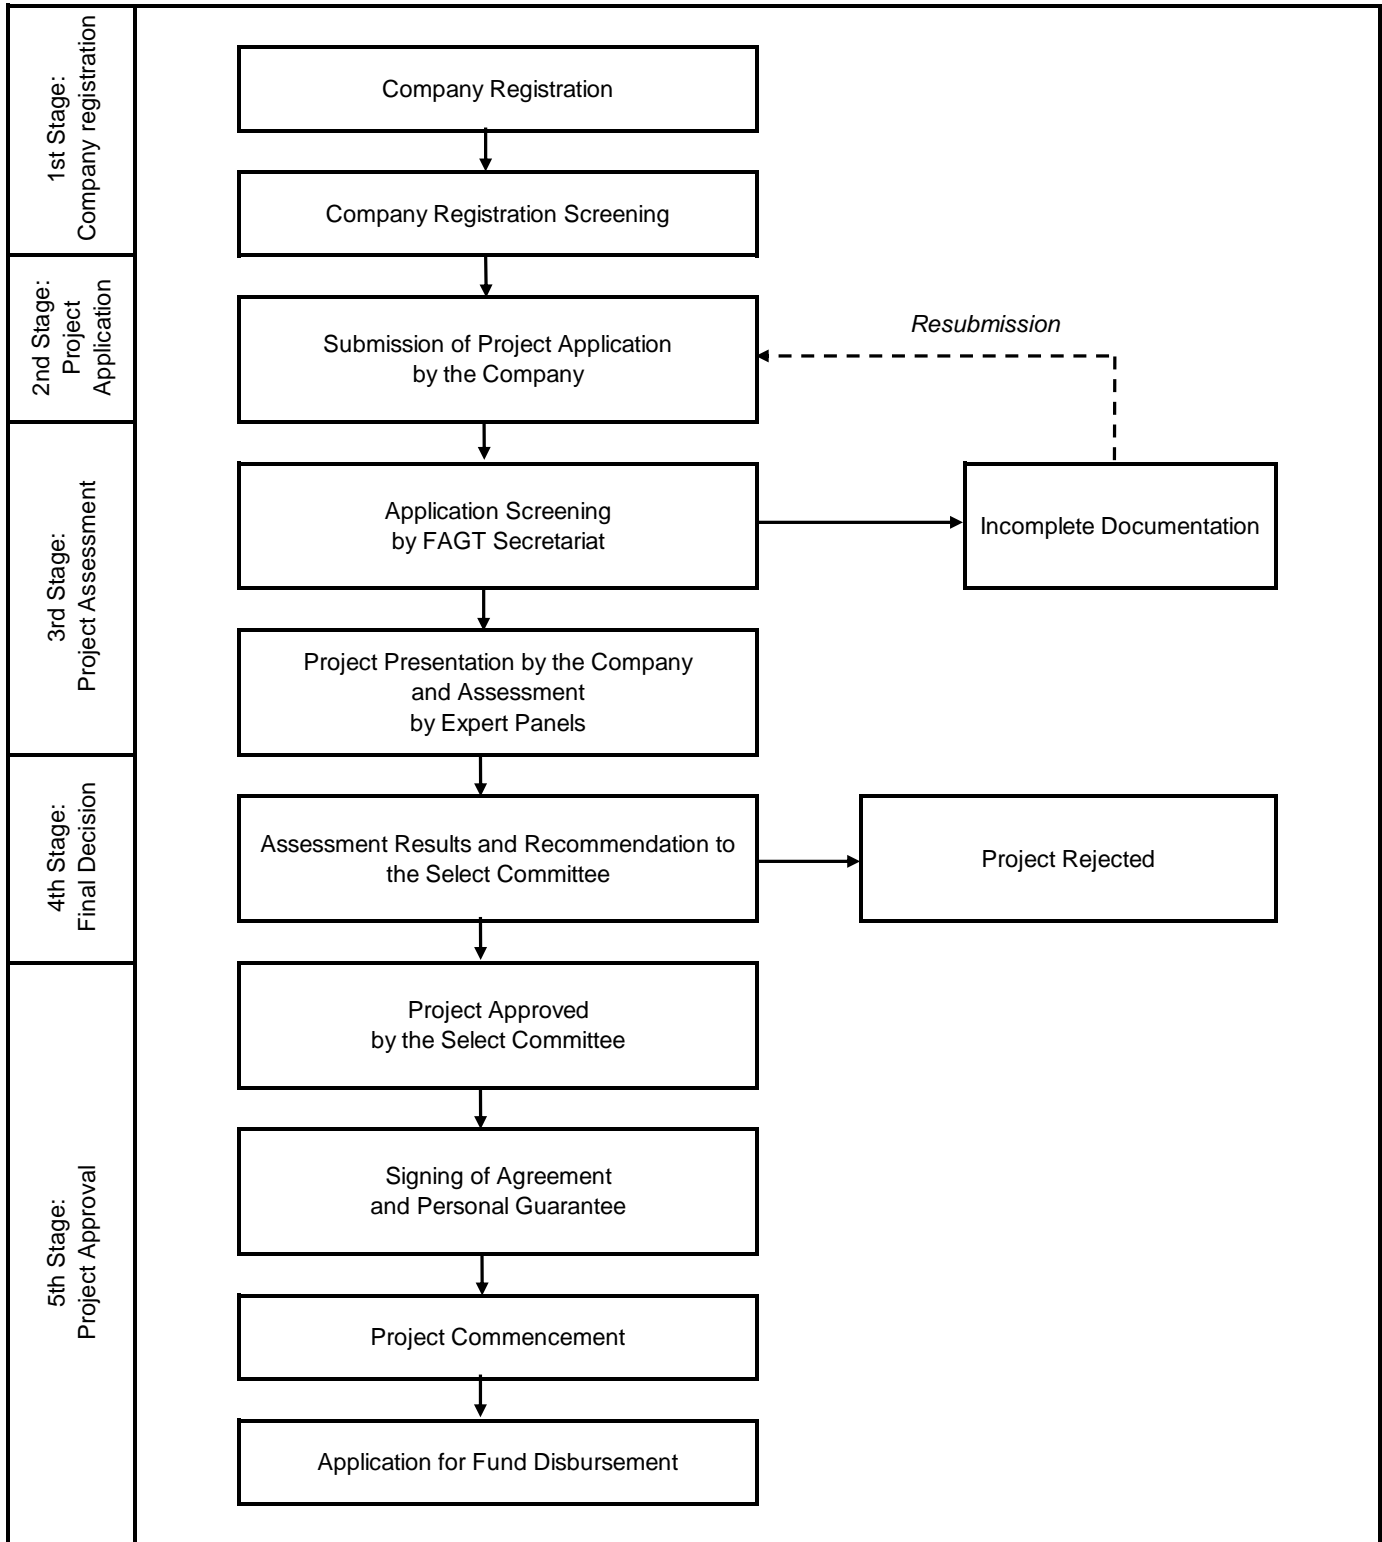 1st Stage:
Company registration
Company Registration
Company Registration Screening
2nd Stage:
Project
Application
Submission of Project Application
by the Company
Resubmission
3rd Stage:
Project Assessment
Application Screening
by FAGT Secretariat
Incomplete Documentation
Project Presentation by the Company
and Assessment
by Expert Panels
4th Stage:
Final Decision
Assessment Results and Recommendation to
the Select Committee
Project Rejected
5th Stage:
Project Approval
Project Approved
by the Select Committee
Signing of Agreement
and Personal Guarantee
Project Commencement
Application for Fund Disbursement